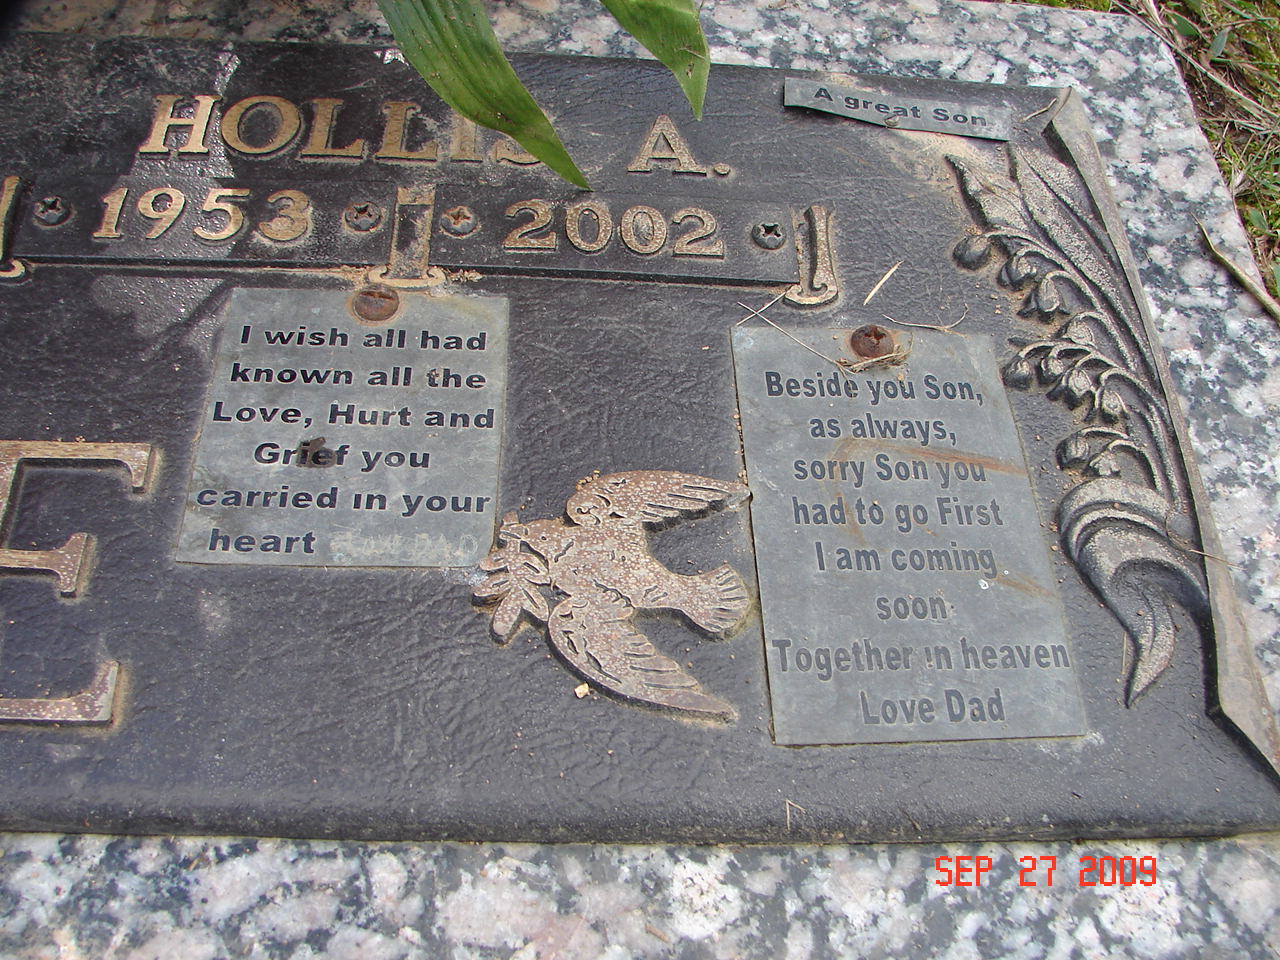 A great Son
HOLLIS A.
1953 2002
I wish all had
known all the
Love, Hurt and
Grief you
carried in your
heart
Beside you Son,
as always,
sorry Son you
had to go First
I am coming
soon
Together in heaven
Love Dad
E
SEP 27 2009